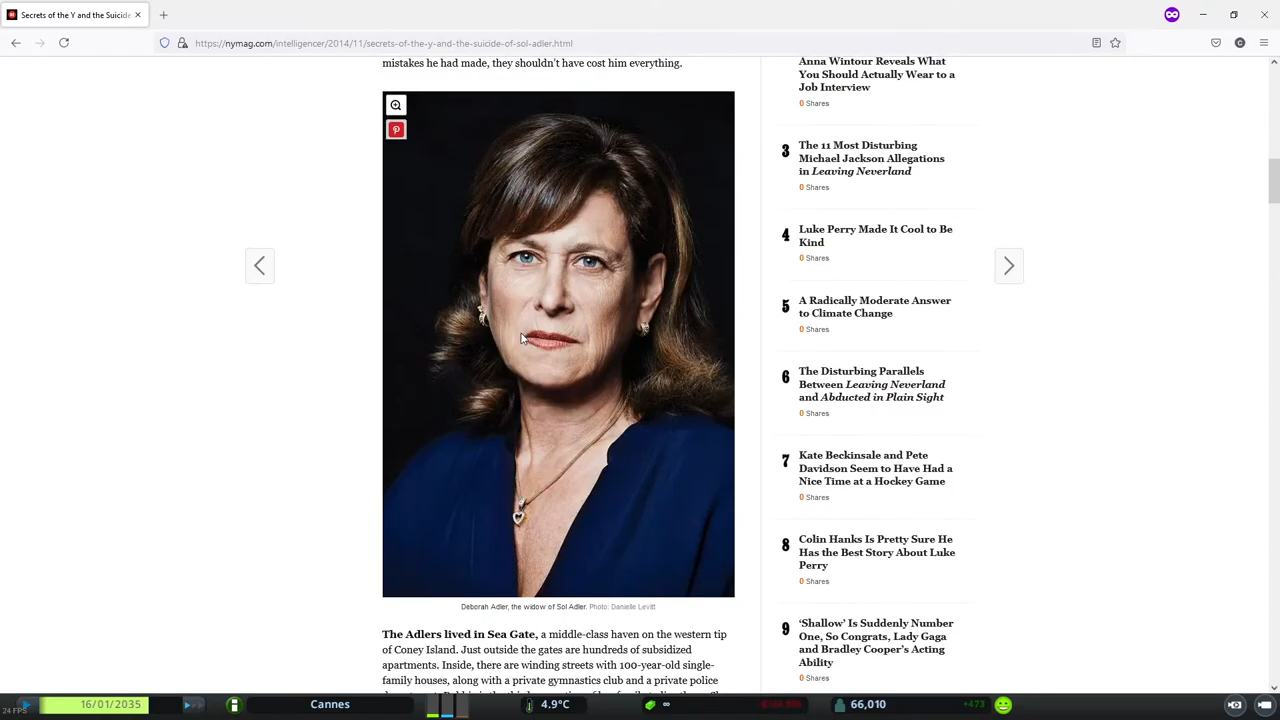 Secrets of the Y and the Suicide
https://nymag.com/intelligencer/2014/11/secrets-of-the-y-and-the-suicide-of-sol-adler.html
mistakes he had made, they shouldn't have cost him everything.
Deborah Adler, the widow of Sol Adler. Photo: Danielle Levitt
The Adlers lived in Sea Gate, a middle-class haven on the western tip
of Coney Island. Just outside the gates are hundreds of subsidized
apartments. Inside, there are winding streets with 100-year-old single-
family houses, along with a private gymnastics club and a private police
Anna Wintour Reveals What
You Should Actually Wear to a
Job Interview
0 Shares
3
The 11 Most Disturbing
Michael Jackson Allegations
in Leaving Neverland
0 Shares
4
Luke Perry Made It Cool to Be
Kind
0 Shares
5
A Radically Moderate Answer
to Climate Change
0 Shares
6
The Disturbing Parallels
Between Leaving Neverland
and Abducted in Plain Sight
0 Shares
7
Kate Beckinsale and Pete
Davidson Seem to Have Had a
Nice Time at a Hockey Game
0 Shares
8
Colin Hanks Is Pretty Sure He
Has the Best Story About Luke
Perry
0 Shares
9
'Shallow' Is Suddenly Number
One, So Congrats, Lady Gaga
and Bradley Cooper's Acting
Ability
0 Shares
24 FPS
16/01/2035
Cannes
4.9°C
∞
66,010
+473